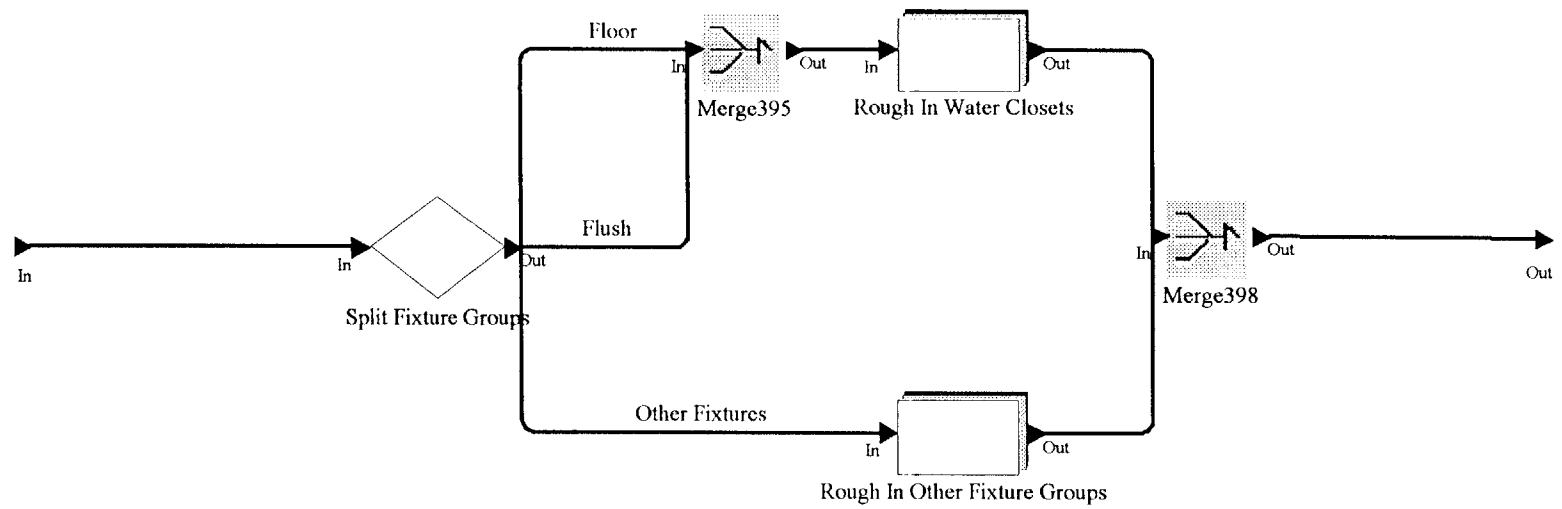 Floor
In
Out
In
Out
Merge395
Rough In Water Closets
Flush
In
In
Out
Split Fixture Groups
In
Out
Out
Merge398
Other Fixtures
In
Out
Rough In Other Fixture Groups